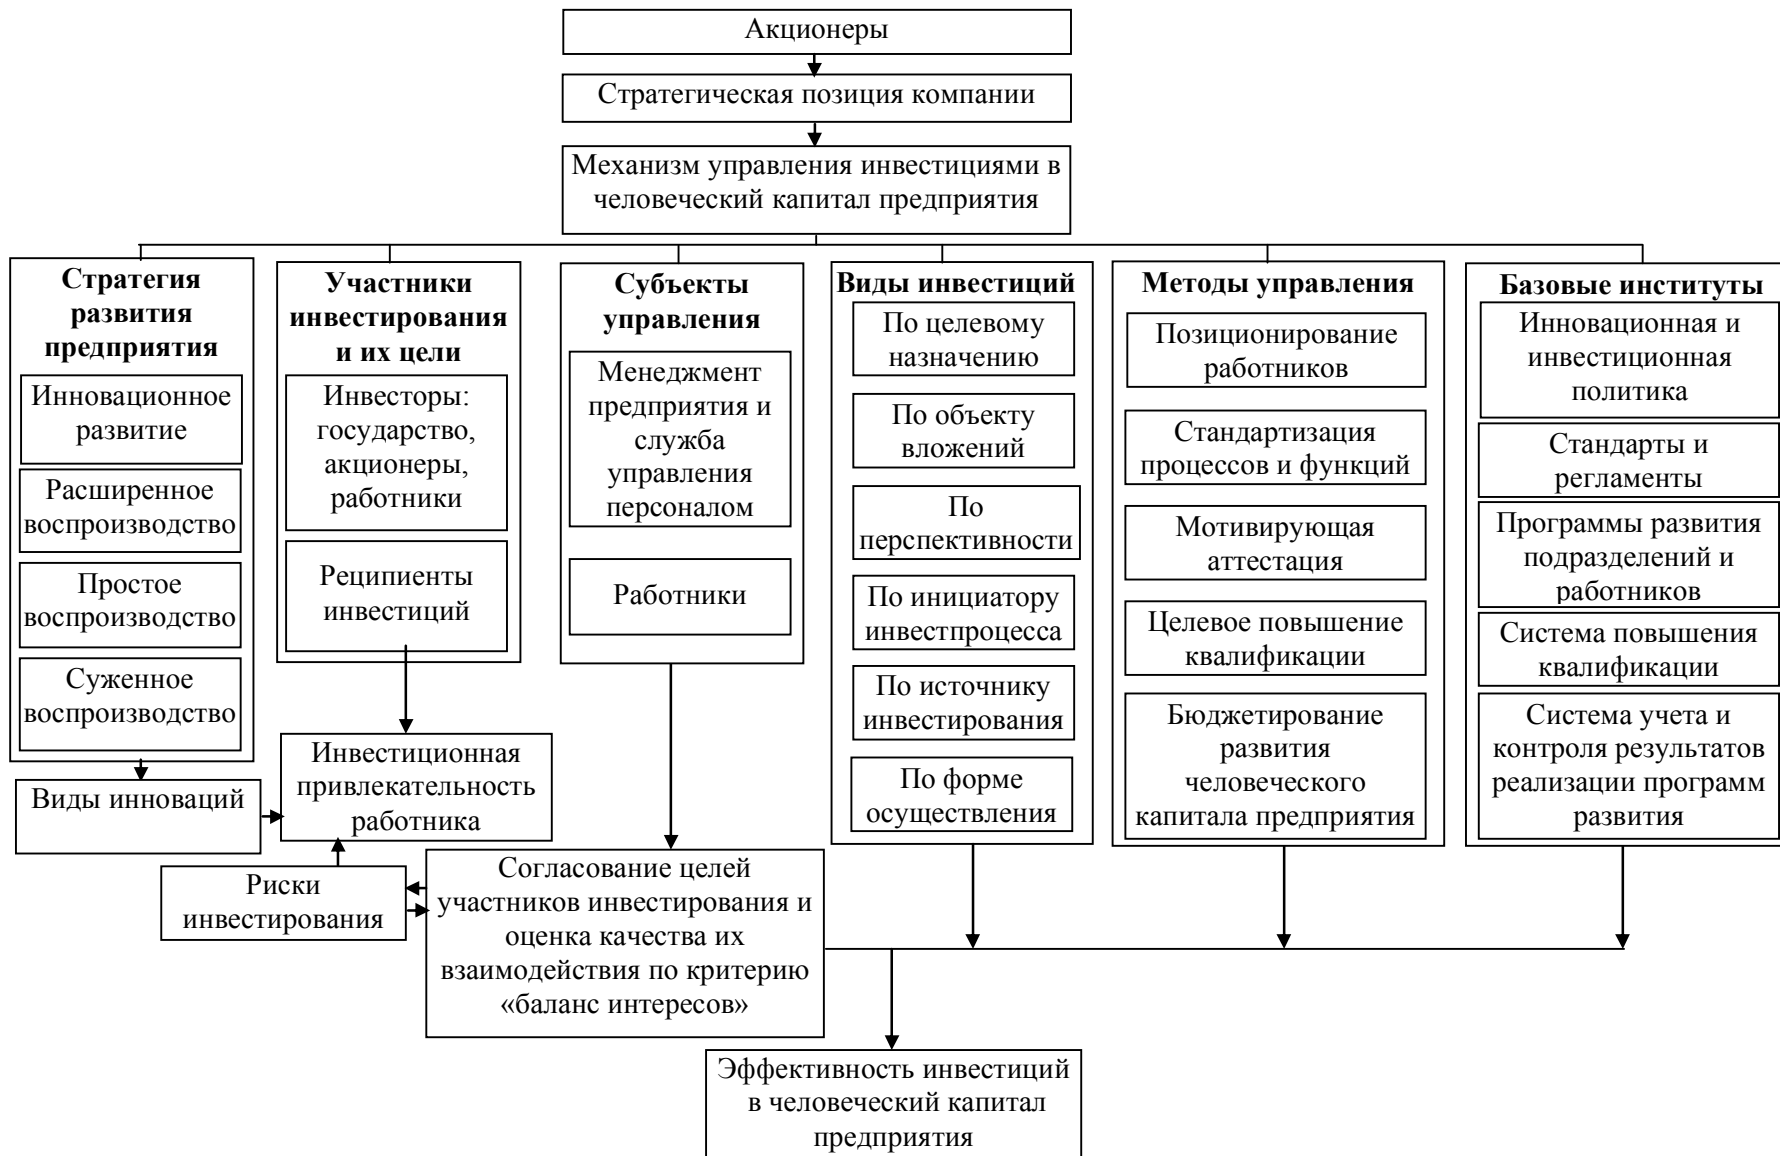 Акционеры
Стратегическая позиция компании
Механизм управления инвестициями в
человеческий капитал предприятия
Стратегия
развития
предприятия
Инновационное
развитие
Расширенное
воспроизводство
Простое
воспроизводство
Суженное
воспроизводство
Участники
инвестирования
и их цели
Инвесторы:
государство,
акционеры,
работники
Реципиенты
инвестиций
Субъекты
управления
Менеджмент
предприятия и
служба
управления
персоналом
Работники
Виды инвестиций
По целевому
назначению
По объекту
вложений
По
перспективности
По инициатору
инвестпроцесса
По источнику
инвестирования
По форме
осуществления
Методы управления
Позиционирование
работников
Стандартизация
процессов и функций
Мотивирующая
аттестация
Целевое повышение
квалификации
Бюджетирование
развития
человеческого
капитала предприятия
Базовые институты
Инновационная и
инвестиционная
политика
Стандарты и
регламенты
Программы развития
подразделений и
работников
Система повышения
квалификации
Система учета и
контроля результатов
реализации программ
развития
Виды инноваций
Инвестиционная
привлекательность
работника
Риски
инвестирования
Согласование целей
участников инвестирования и
оценка качества их
взаимодействия по критерию
«баланс интересов»
Эффективность инвестиций
в человеческий капитал
предприятия